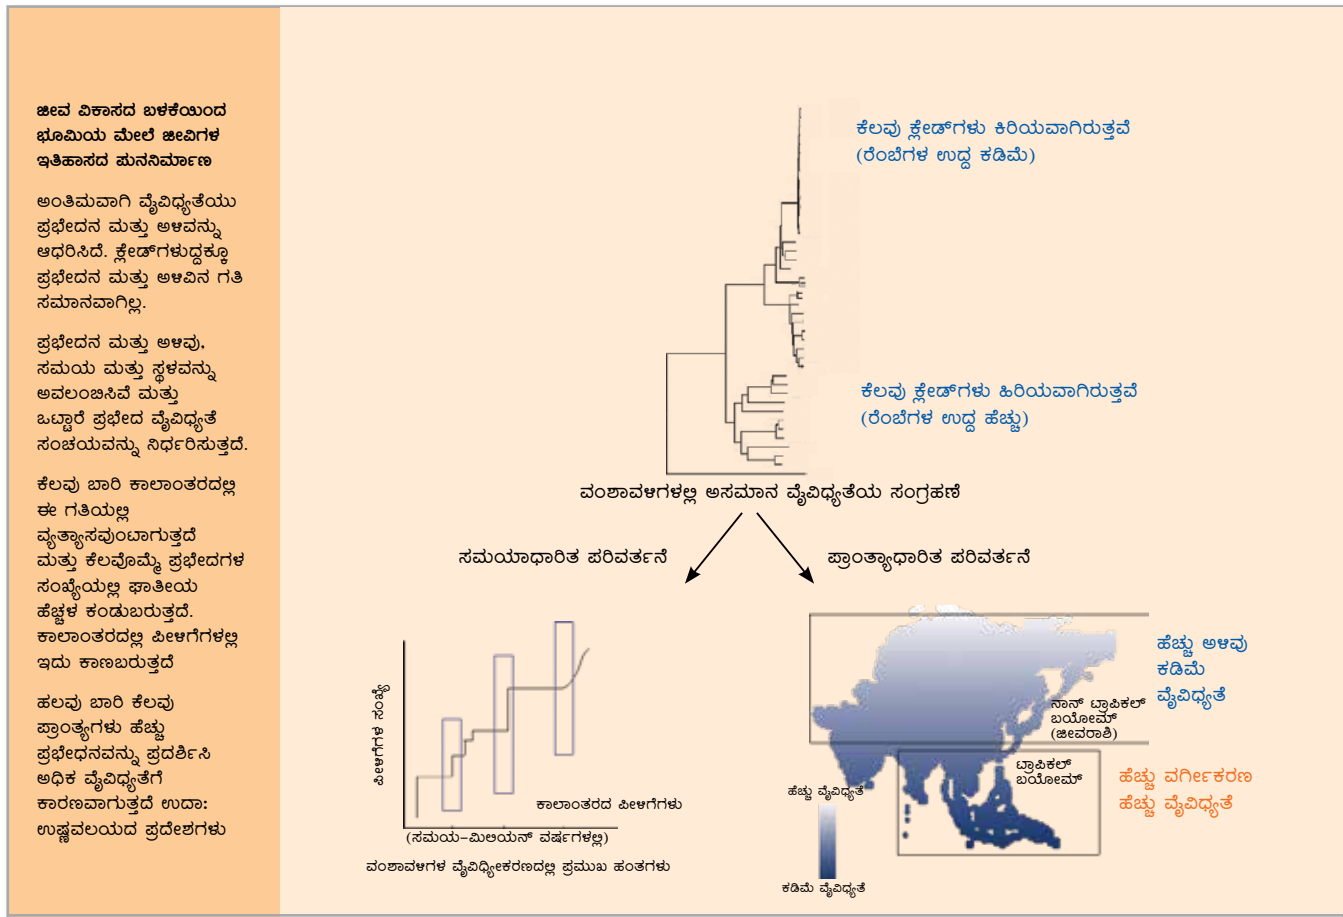 ಜೀವ ವಿಕಾಸದ ಬಳಕೆಯಿಂದ
ಭೂಮಿಯ ಮೇಲೆ ಜೀವಿಗಳ
ಇತಿಹಾಸದ ಪುನನಿರ್ಮಾಣ
ಅಂತಿಮವಾಗಿ ವೈವಿಧ್ಯತೆಯು
ಪ್ರಭೇದನ ಮತ್ತು ಅಳಿವನ್ನು
ಆಧರಿಸಿದೆ. ಕ್ಲೇಡ್‌ಗಳುದ್ದಕ್ಕೂ
ಪ್ರಭೇದನ ಮತ್ತು ಅಳಿವಿನ ಗತಿ
ಸಮಾನವಾಗಿಲ್ಲ.
ಪ್ರಭೇದನ ಮತ್ತು ಅಳಿವು,
ಸಮಯ ಮತ್ತು ಸ್ಥಳವನ್ನು
ಅವಲಂಬಿಸಿವೆ ಮತ್ತು
ಒಟ್ಟಾರೆ ಪ್ರಭೇದ ವೈವಿಧ್ಯತೆ
ಸಂಚಯವನ್ನು ನಿರ್ಧರಿಸುತ್ತದೆ.
ಕೆಲವು ಬಾರಿ ಕಾಲಾಂತರದಲ್ಲಿ
ಈ ಗತಿಯಲ್ಲಿ
ವ್ಯತ್ಯಾಸವುಂಟಾಗುತ್ತದೆ
ಮತ್ತು ಕೆಲವೊಮ್ಮೆ ಪ್ರಭೇದಗಳ
ಸಂಖ್ಯೆಯಲ್ಲಿ ಘಾತೀಯ
ಹೆಚ್ಚಳ ಕಂಡುಬರುತ್ತದೆ.
ಕಾಲಾಂತರದಲ್ಲಿ ಪೀಳಿಗೆಗಳಲ್ಲಿ
ಇದು ಕಾಣಬರುತ್ತದೆ
ಹಲವು ಬಾರಿ ಕೆಲವು
ಪ್ರಾಂತ್ಯಗಳು ಹೆಚ್ಚು
ಪ್ರಭೇಧನವನ್ನು ಪ್ರದರ್ಶಿಸಿ
ಅಧಿಕ ವೈವಿಧ್ಯತೆಗೆ
ಕಾರಣವಾಗುತ್ತದೆ ಉದಾ:
ಉಷ್ಣವಲಯದ ಪ್ರದೇಶಗಳು
ಕೆಲವು ಕ್ಲೇಡ್‌ಗಳು ಕಿರಿಯವಾಗಿರುತ್ತವೆ
(ರೆಂಬೆಗಳ ಉದ್ದ ಕಡಿಮೆ)
ಕೆಲವು ಕ್ಲೇಡ್‌ಗಳು ಹಿರಿಯವಾಗಿರುತ್ತವೆ
(ರೆಂಬೆಗಳ ಉದ್ದ ಹೆಚ್ಚು)
ವಂಶಾವಳಿಗಳಲ್ಲಿ ಅಸಮಾನ ವೈವಿಧ್ಯತೆಯ ಸಂಗ್ರಹಣೆ
ಸಮಯಾಧಾರಿತ ಪರಿವರ್ತನೆ
ಪ್ರಾಂತ್ಯಾಧಾರಿತ ಪರಿವರ್ತನೆ
ಪೀಳಿಗೆಗಳ ಸಂಖ್ಯೆ
ಕಾಲಾಂತರದ ಪೀಳಿಗೆಗಳು
(ಸಮಯ-ಮಿಲಿಯನ್ ವರ್ಷಗಳಲ್ಲಿ)
ವಂಶಾವಳಿಗಳ ವೈವಿಧ್ಯೀಕರಣದಲ್ಲಿ ಪ್ರಮುಖ ಹಂತಗಳು
ಹೆಚ್ಚು ಅಳಿವು
ಕಡಿಮೆ
ವೈವಿಧ್ಯತೆ
ನಾನ್ ಟ್ರಾಪಿಕಲ್
ಬಯೋಮ್
(ಜೀವರಾಶಿ)
ಟ್ರಾಪಿಕಲ್
ಬಯೋಮ್
ಹೆಚ್ಚು ವರ್ಗೀಕರಣ
ಹೆಚ್ಚು ವೈವಿಧ್ಯತೆ
ಹೆಚ್ಚು ವೈವಿಧ್ಯತೆ
ಕಡಿಮೆ ವೈವಿಧ್ಯತೆ